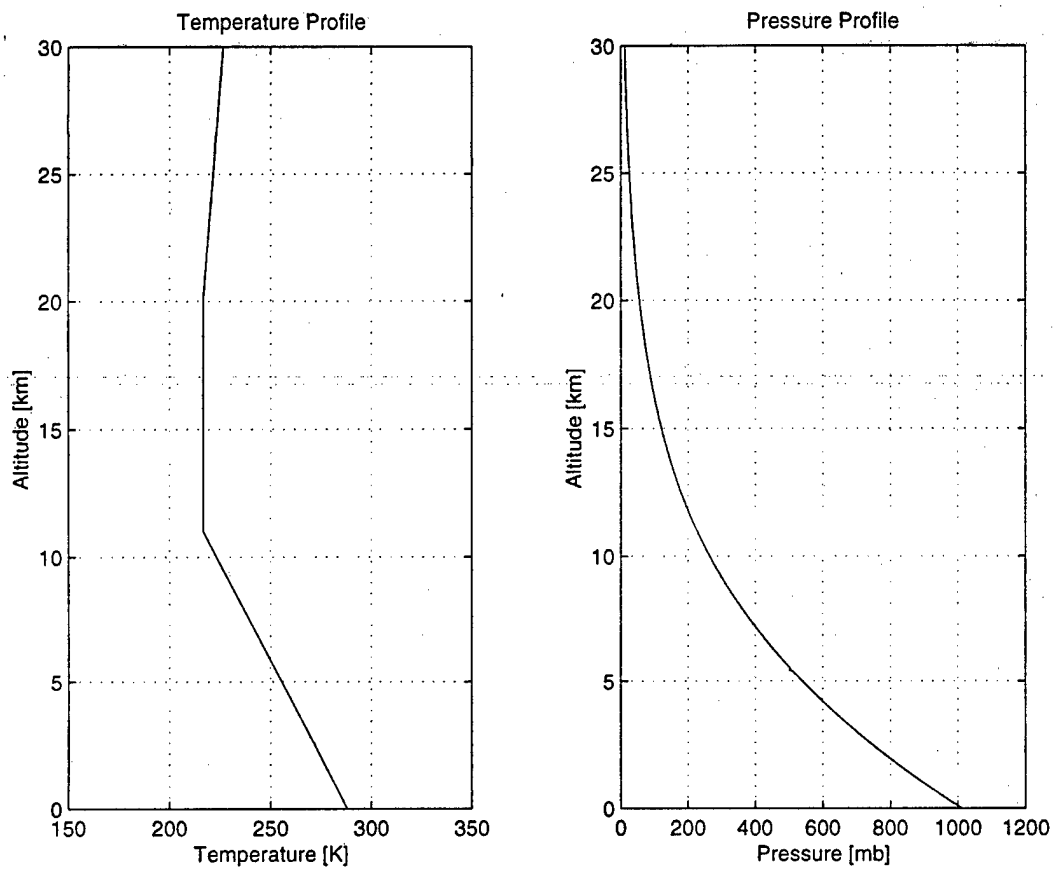 Temperature Profile
30
25
20
15
10
5
0
Altitude [km]
150 200 250 300 350
Temperature [K]
Pressure Profile
30
25
20
15
10
5
0
Altitude [km]
0 200 400 600 800 1000 1200
Pressure [mb]